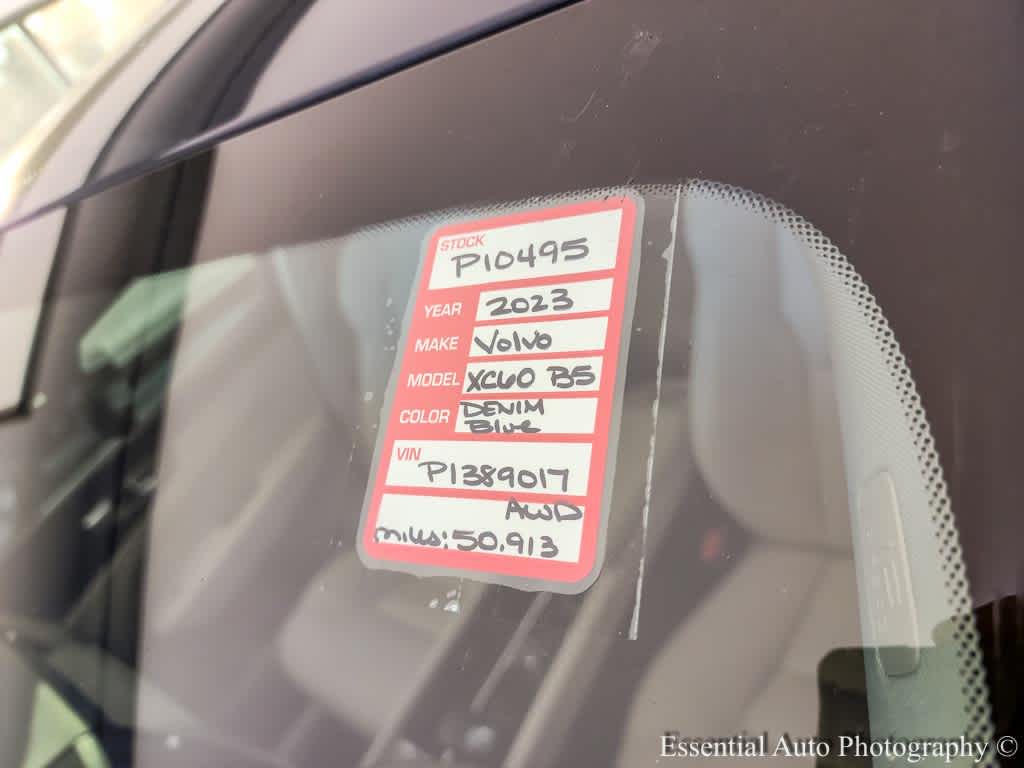 STOCK
P10495
YEAR 2023
MAKE Volvo
MODEL XC60 B5
COLOR DENIM
Blue
VIN
P1389017
AWD
miles: 50,913
Essential Auto Photography ©